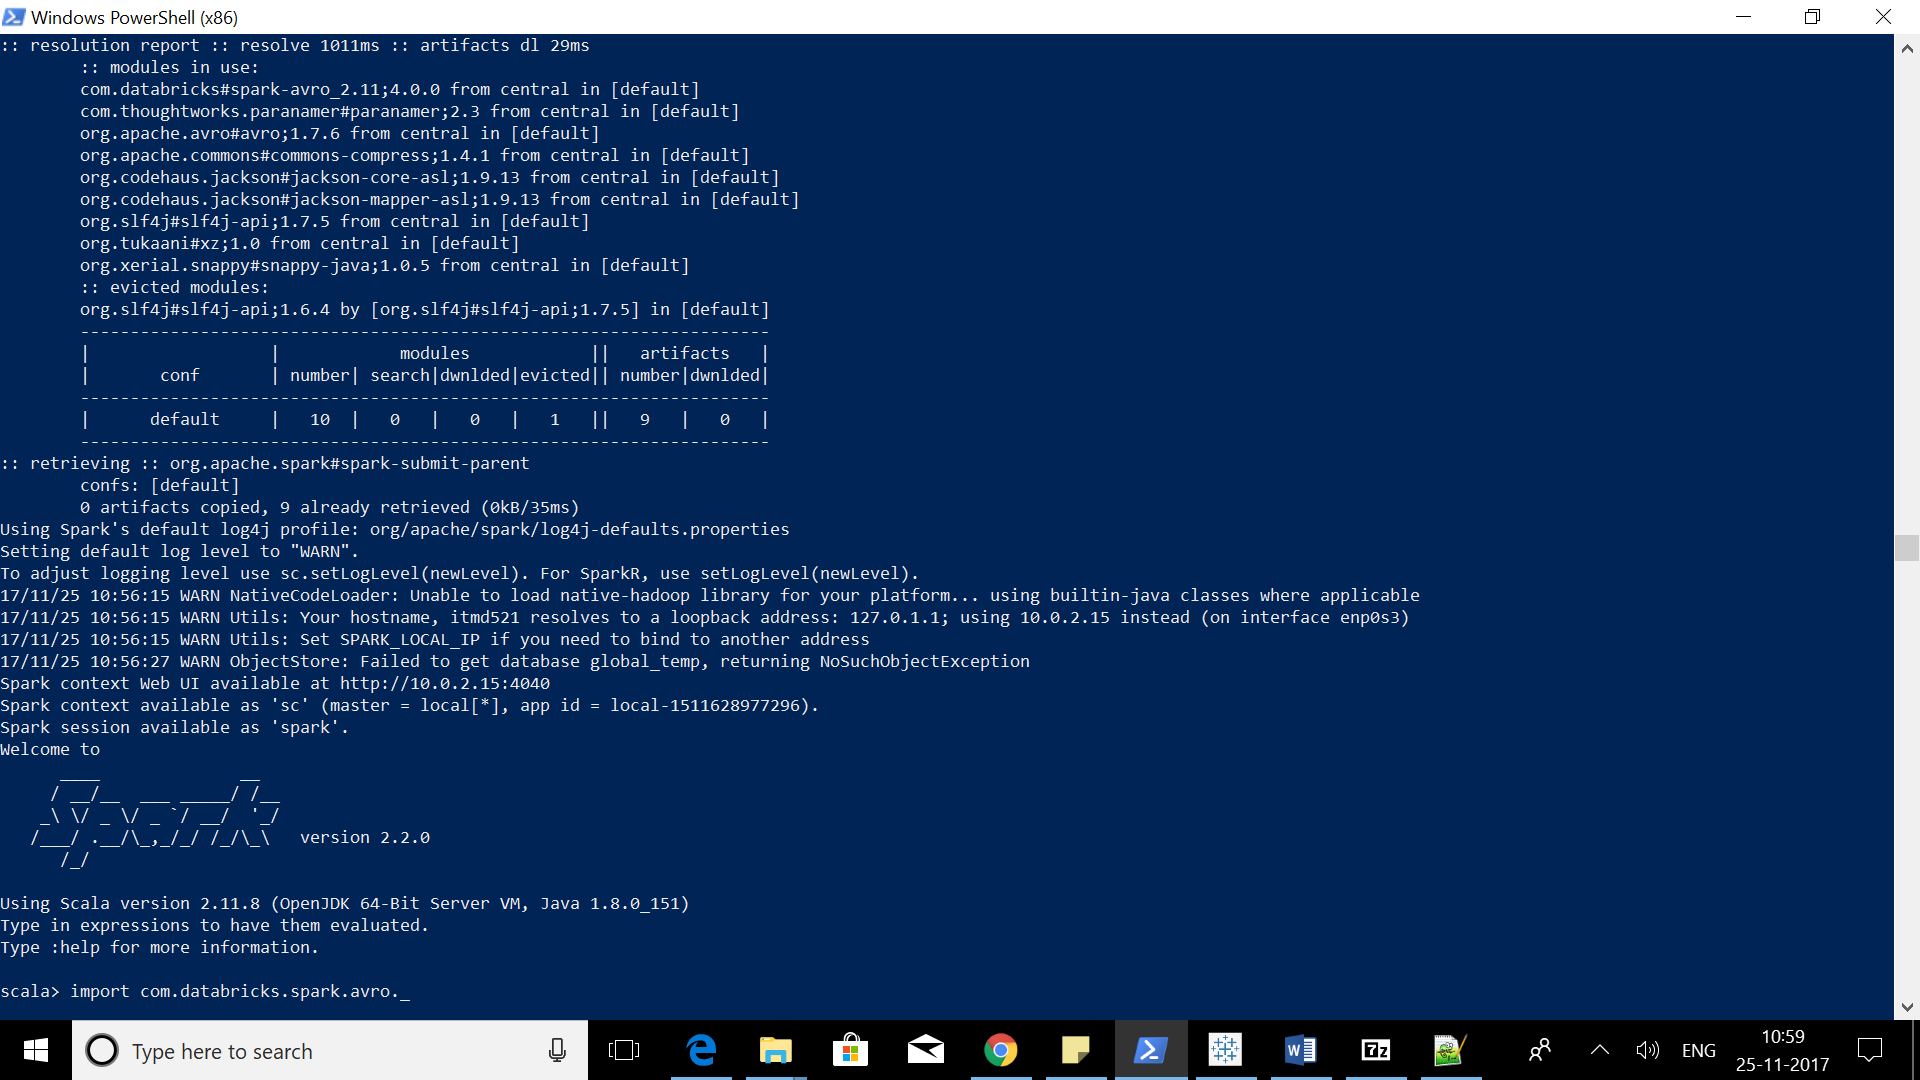 Windows PowerShell (x86)
:: resolution report :: resolve 1011ms :: artifacts dl 29ms
:: modules in use:
com.databricks#spark-avro_2.11;4.0.0 from central in [default]
com.thoughtworks.paranamer#paranamer;2.3 from central in [default]
org.apache.avro#avro;1.7.6 from central in [default]
org.apache.commons#commons-compress;1.4.1 from central in [default]
org.codehaus.jackson#jackson-core-asl;1.9.13 from central in [default]
org.codehaus.jackson#jackson-mapper-asl;1.9.13 from central in [default]
org.slf4j#slf4j-api;1.7.5 from central in [default]
org.tukaani#xz;1.0 from central in [default]
org.xerial.snappy#snappy-java;1.0.5 from central in [default]
:: evicted modules:
org.slf4j#slf4j-api;1.6.4 by [org.slf4j#slf4j-api;1.7.5] in [default]
---------------------------------------------------------------------
|                  |            modules            ||   artifacts   |
|       conf       | number| search|dwnlded|evicted|| number|dwnlded|
---------------------------------------------------------------------
|      default     |   10  |   0   |   0   |   1   ||   9   |   0   |
---------------------------------------------------------------------
:: retrieving :: org.apache.spark#spark-submit-parent
confs: [default]
0 artifacts copied, 9 already retrieved (0kB/35ms)
Using Spark's default log4j profile: org/apache/spark/log4j-defaults.properties
Setting default log level to "WARN".
To adjust logging level use sc.setLogLevel(newLevel). For SparkR, use setLogLevel(newLevel).
17/11/25 10:56:15 WARN NativeCodeLoader: Unable to load native-hadoop library for your platform... using builtin-java classes where applicable
17/11/25 10:56:15 WARN Utils: Your hostname, itmd521 resolves to a loopback address: 127.0.1.1; using 10.0.2.15 instead (on interface enp0s3)
17/11/25 10:56:15 WARN Utils: Set SPARK_LOCAL_IP if you need to bind to another address
17/11/25 10:56:27 WARN ObjectStore: Failed to get database global_temp, returning NoSuchObjectException
Spark context Web UI available at http://10.0.2.15:4040
Spark context available as 'sc' (master = local[*], app id = local-1511628977296).
Spark session available as 'spark'.
Welcome to
      ____              __
     / __/__  ___ _____/ /__
    _\ \/ _ \/ _ `/ __/  '_/
   /___/ .__/\_,_/_/ /_/\_\   version 2.2.0
      /_/
Using Scala version 2.11.8 (OpenJDK 64-Bit Server VM, Java 1.8.0_151)
Type in expressions to have them evaluated.
Type :help for more information.
scala> import com.databricks.spark.avro._
Type here to search
W
7z
ENG
10:59
25-11-2017